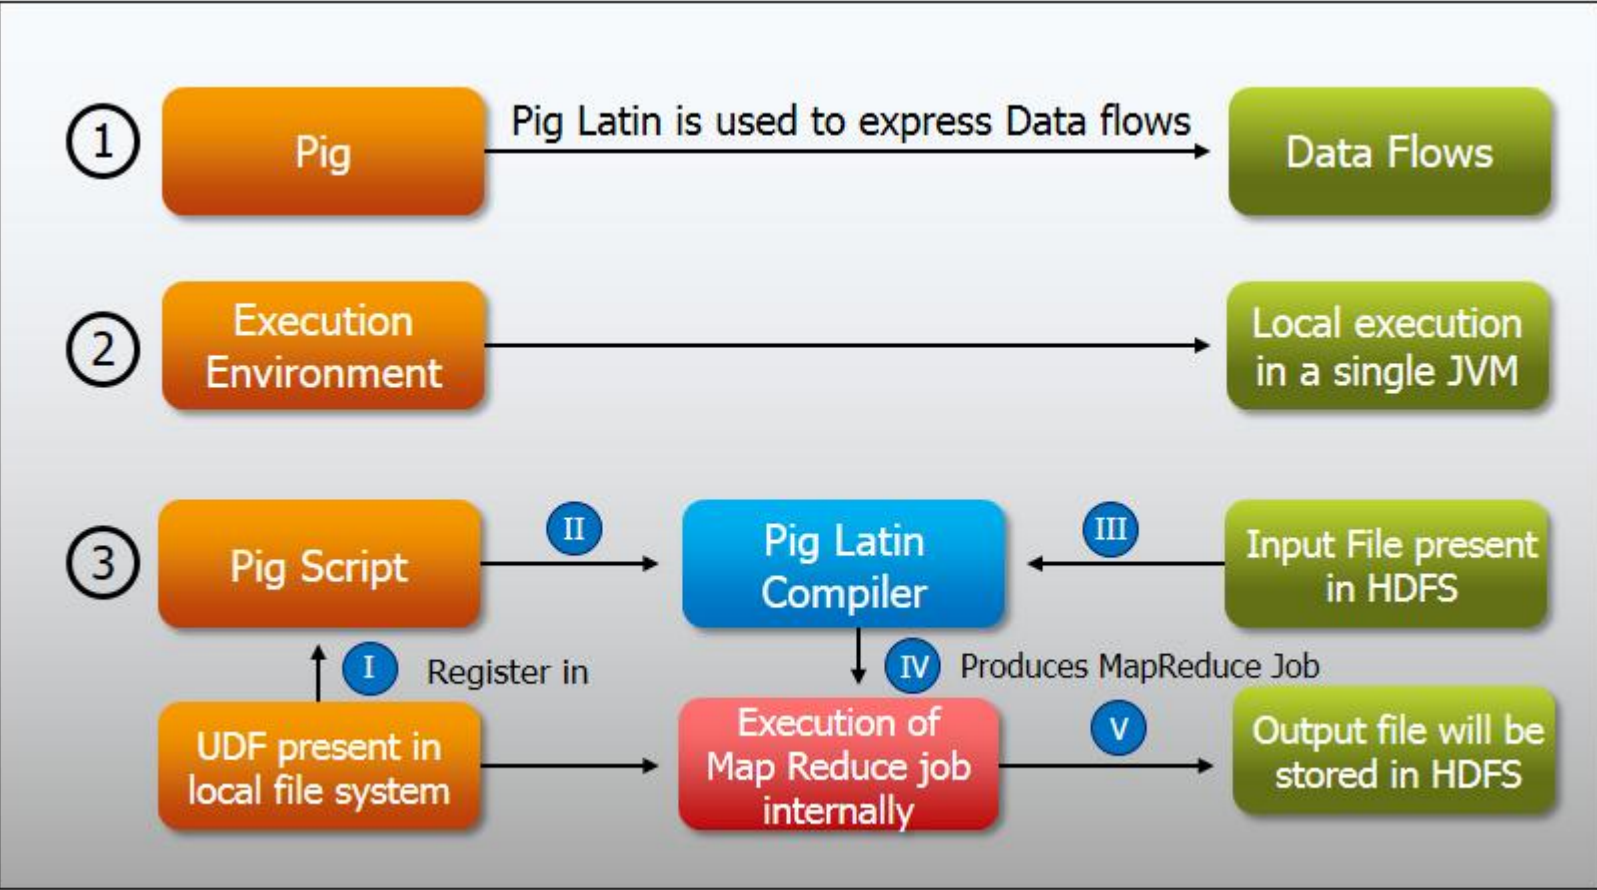 1
Pig
Pig Latin is used to express Data flows
Data Flows
2
Execution
Environment
Local execution
in a single JVM
3
Pig Script
II
Pig Latin
Compiler
III
Input File present
in HDFS
I
Register in
IV
Produces MapReduce Job
UDF present in
local file system
Execution of
Map Reduce job
internally
V
Output file will be
stored in HDFS